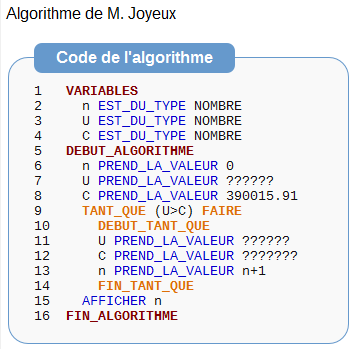 Algorithme de M. Joyeux
Code de l'algorithme
1 VARIABLES
2 n EST_DU_TYPE NOMBRE
3 U EST_DU_TYPE NOMBRE
4 C EST_DU_TYPE NOMBRE
5 DEBUT_ALGORITHME
6 n PREND_LA_VALEUR 0
7 U PREND_LA_VALEUR ??????
8 C PREND_LA_VALEUR 390015.91
9 TANT_QUE (U>C) FAIRE
10 DEBUT_TANT_QUE
11 U PREND_LA_VALEUR ??????
12 C PREND_LA_VALEUR ???????
13 n PREND_LA_VALEUR n+1
14 FIN_TANT_QUE
15 AFFICHER n
16 FIN_ALGORITHME